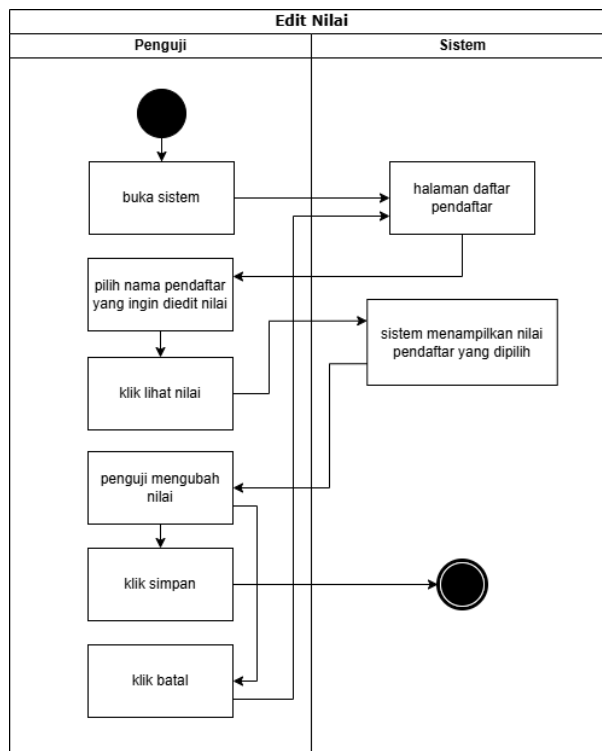 Edit Nilai
Penguji
Sistem
buka sistem
halaman daftar
pendaftar
pilih nama pendaftar
yang ingin diedit nilai
sistem menampilkan nilai
pendaftar yang dipilih
klik lihat nilai
penguji mengubah
nilai
klik simpan
klik batal